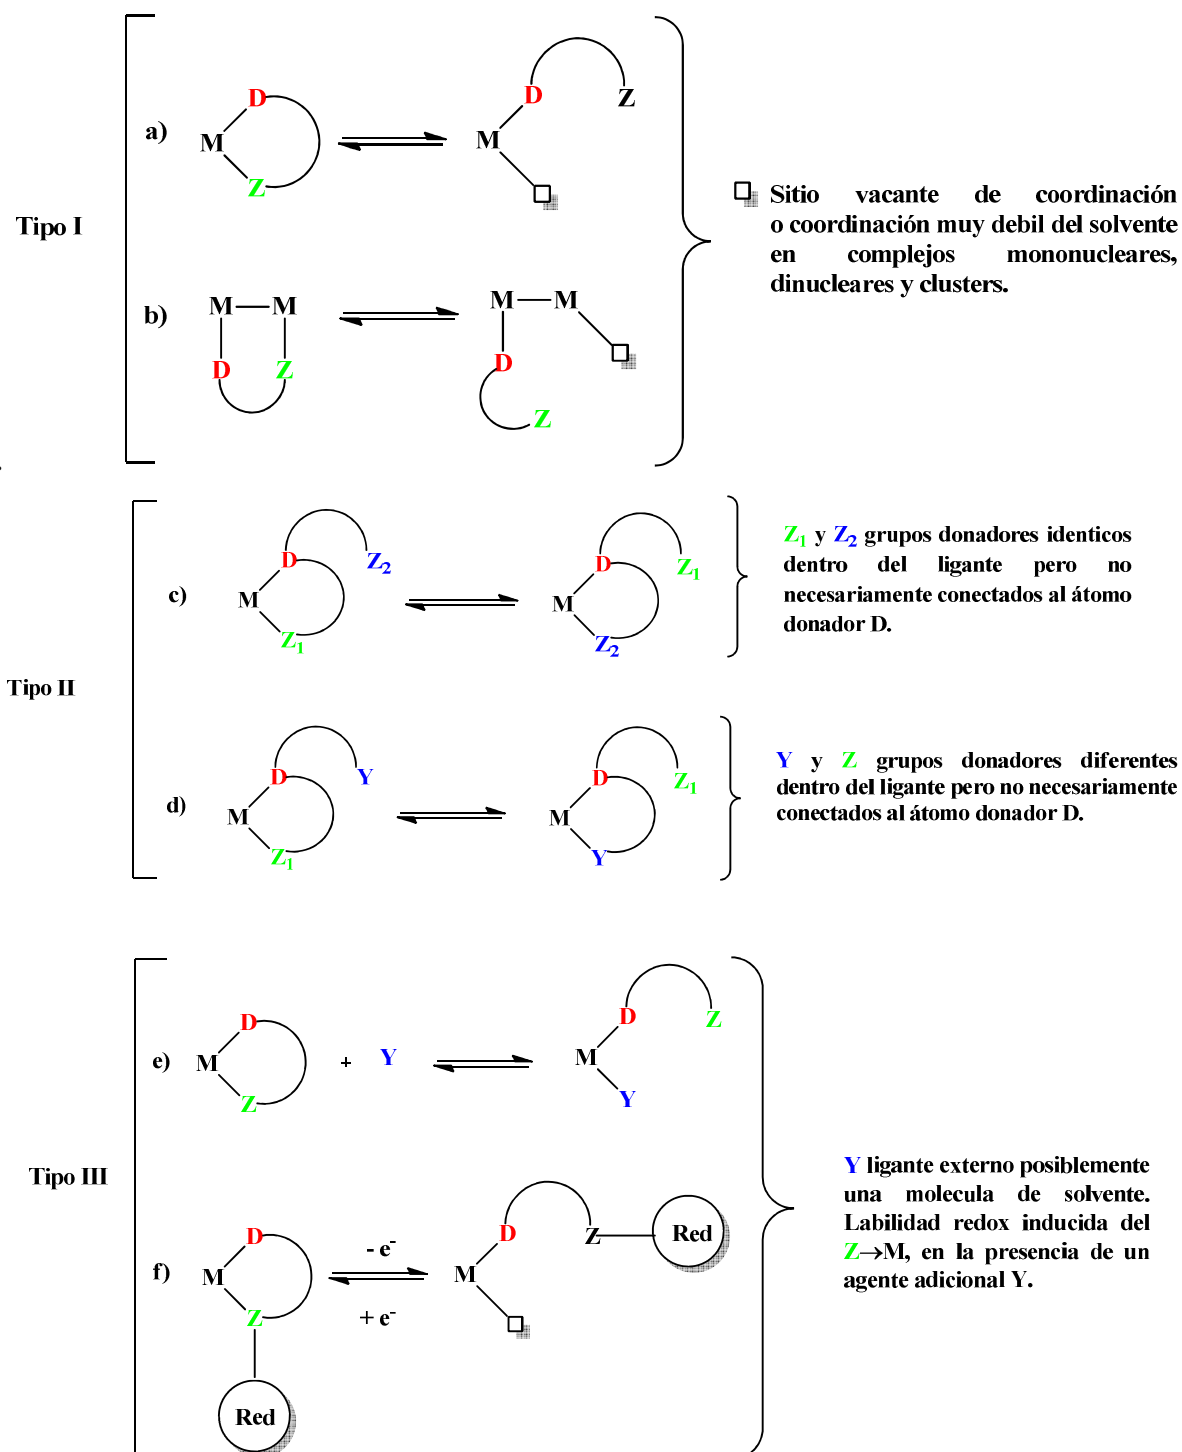 Tipo I
a)
D
M
Z
D
Z
M
b)
M M
D Z
M M
D
Z
Sitio vacante de coordinación
o coordinación muy debil del solvente
en complejos mononucleares,
dinucleares y clusters.
Tipo II
c)
D
Z2
M
Z1
D
Z1
M
Z2
Z1 y Z2 grupos donadores identicos
dentro del ligante pero no
necesariamente conectados al átomo
donador D.
d)
D
Y
M
Z1
D
Z1
M
Y
Y y Z grupos donadores diferentes
dentro del ligante pero no necesariamente
conectados al átomo donador D.
Tipo III
e)
D
M
Z
+ Y
D
Z
M
Y
f)
D
M
Z
Red
- e-
+ e-
D
Z
Red
M
Y ligante externo posiblemente
una molecula de solvente.
Labilidad redox inducida del
Z→M, en la presencia de un
agente adicional Y.